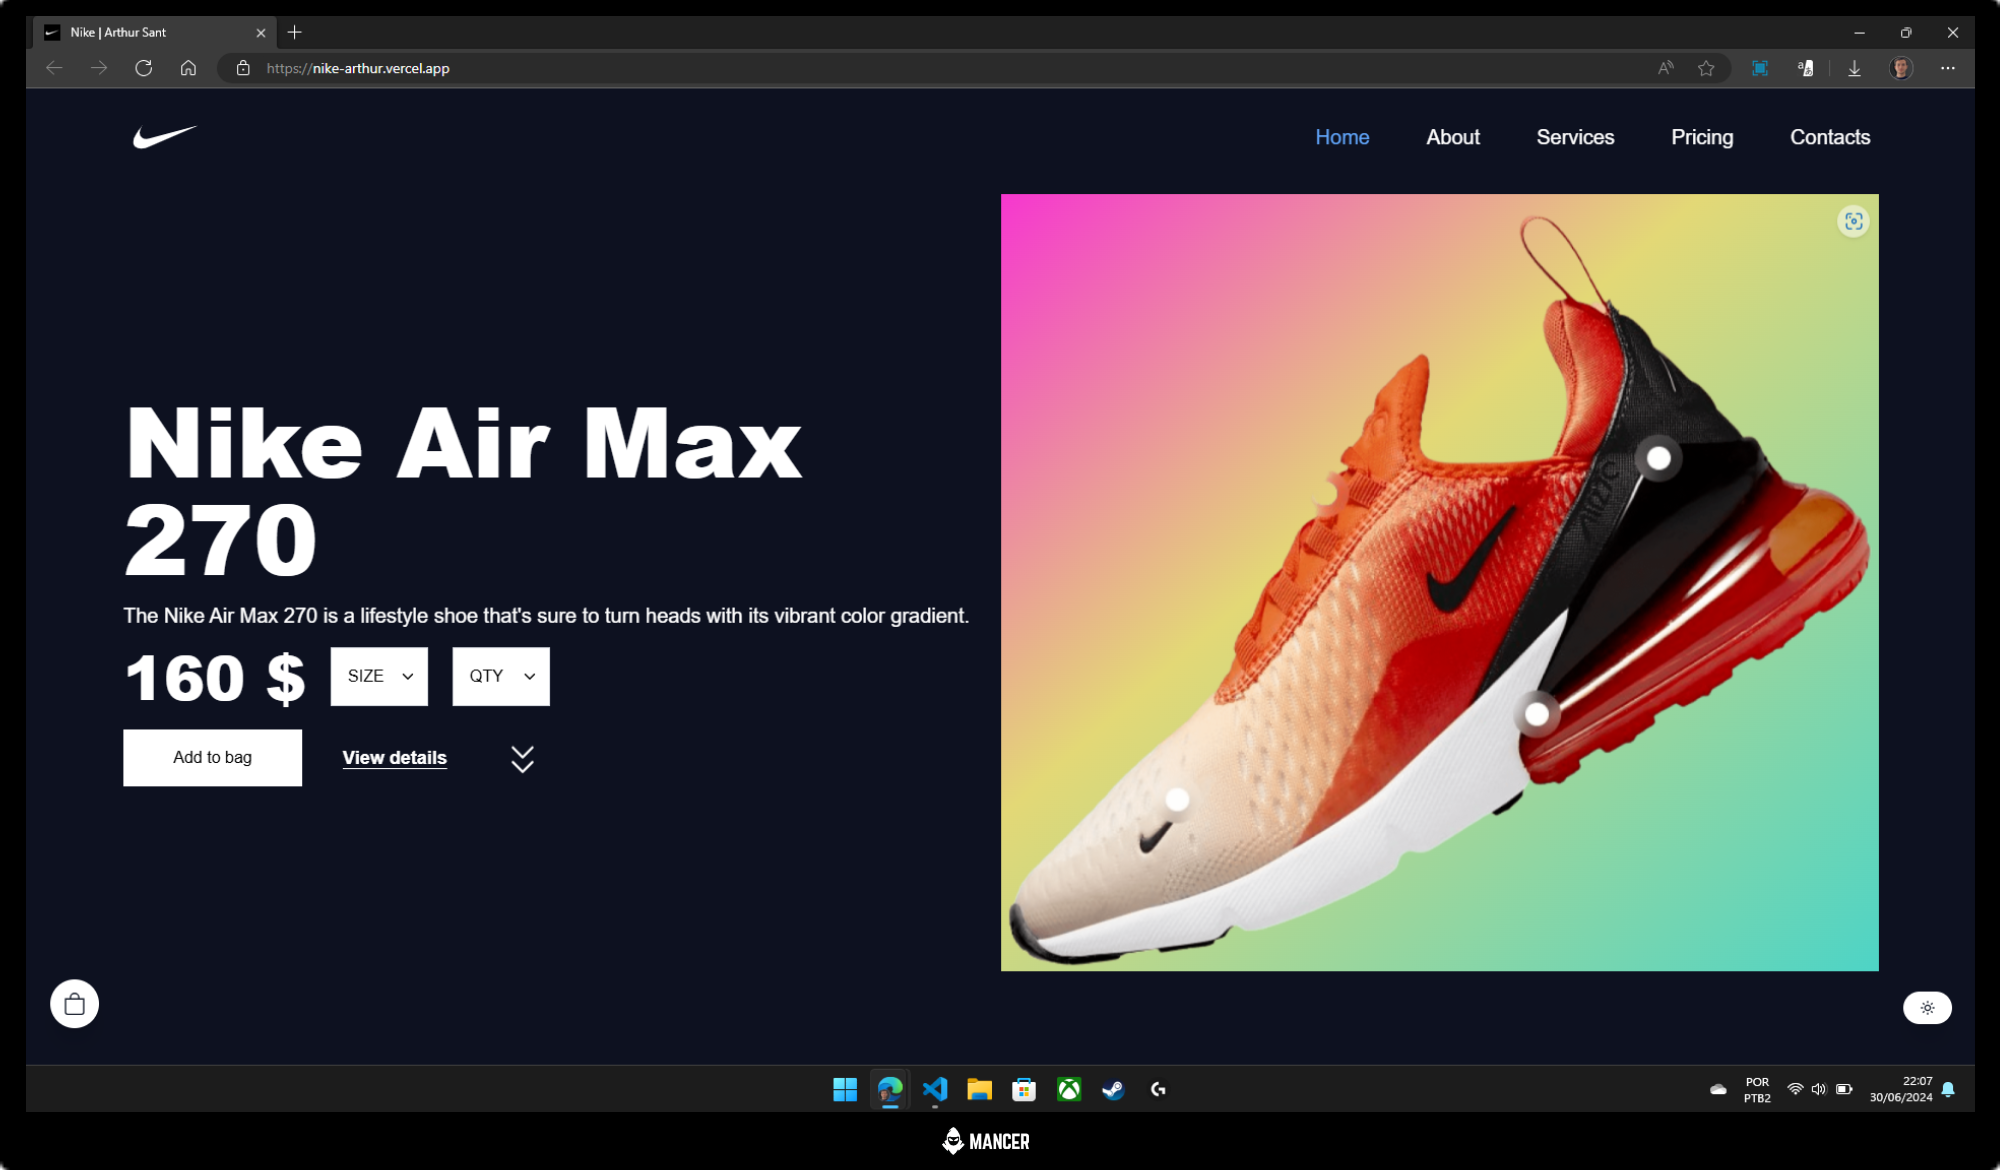 Nike | Arthur Sant
https://nike-arthur.vercel.app
Home About Services Pricing Contacts
Nike Air Max
270
The Nike Air Max 270 is a lifestyle shoe that's sure to turn heads with its vibrant color gradient.
160 $ SIZE QTY
Add to bag View details
AIR270
POR
PTB2
22:07
30/06/2024
MANCER